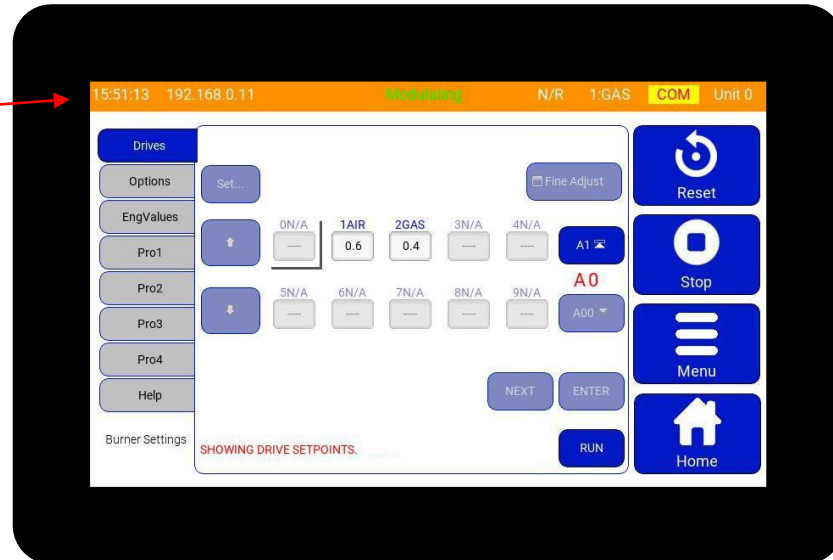 15:51:13 192.168.0.11 Modulating N/R 1:GAS COM Unit 0
Drives
Options
EngValues
Pro1
Pro2
Pro3
Pro4
Help
Burner Settings
Set...
Fine Adjust
0N/A 1AIR 2GAS 3N/A 4N/A
---- 0.6 0.4 ---- ----
A1
A0
5N/A 6N/A 7N/A 8N/A 9N/A
---- ---- ---- ---- ----
A00
NEXT ENTER
SHOWING DRIVE SETPOINTS.
RUN
Reset
Stop
Menu
Home